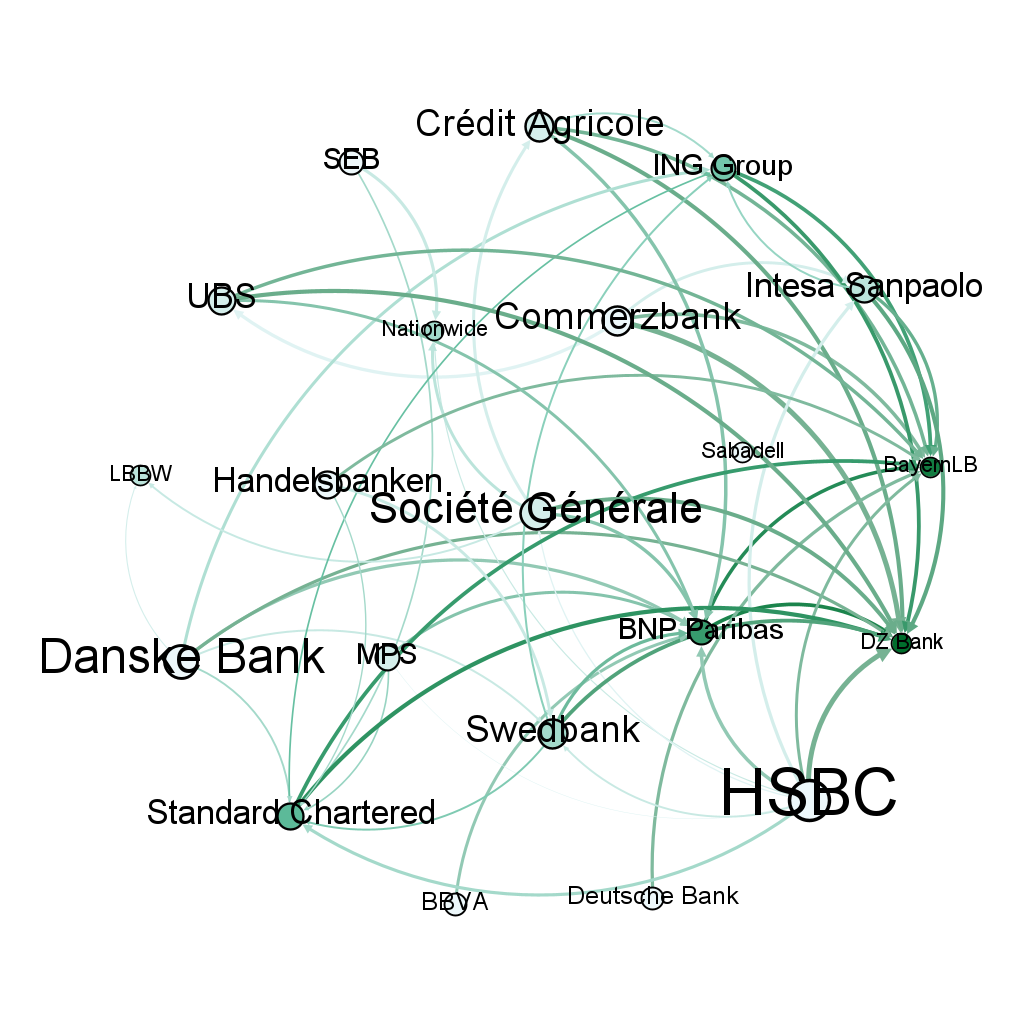 Crédit Agricole
SEB
ING Group
UBS
Intesa Sanpaolo
Nationwide
Commerzbank
Sabadell
LBBW
Handelsbanken
BayernLB
Société Générale
BNP Paribas
DZ Bank
Danske Bank
MPS
Swedbank
HSBC
Standard Chartered
BBVA
Deutsche Bank